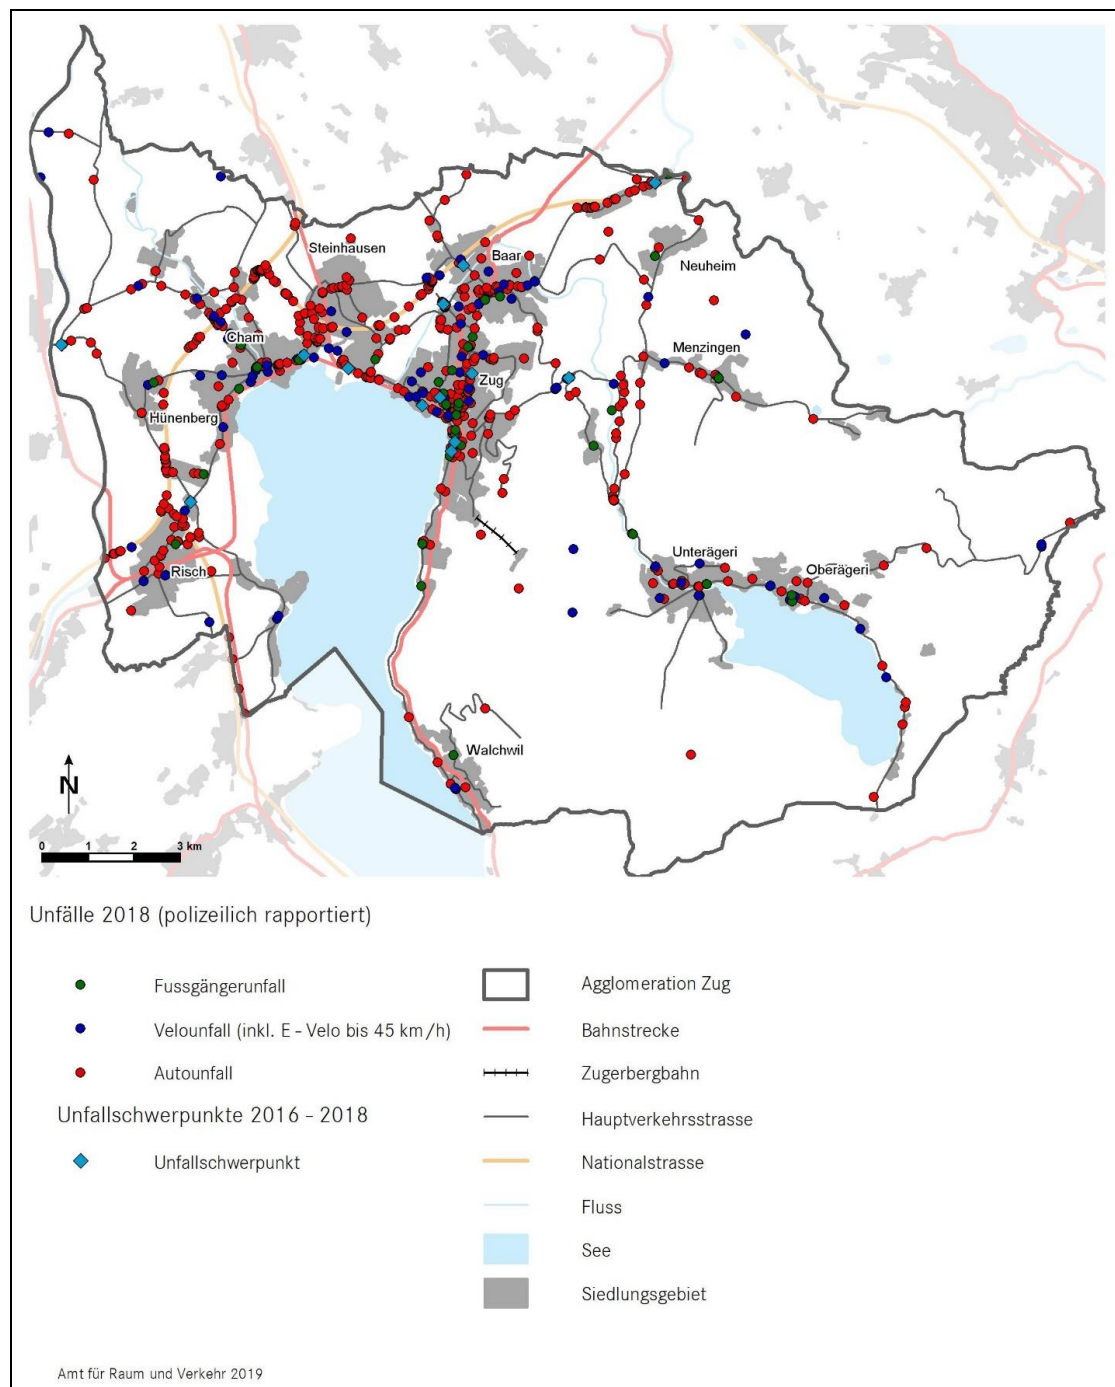 Steinhausen
Baar
Neuheim
Cham
Menzingen
Zug
Hünenberg
Unterägeri
Oberägeri
Risch
Walchwil
N
0 1 2 3 km
Unfälle 2018 (polizeilich rapportiert)
Fussgängerunfall
Velounfall (inkl. E - Velo bis 45 km/h)
Autounfall
Unfallschwerpunkte 2016 - 2018
Unfallschwerpunkt
Agglomeration Zug
Bahnstrecke
Zugerbergbahn
Hauptverkehrsstrasse
Nationalstrasse
Fluss
See
Siedlungsgebiet
Amt für Raum und Verkehr 2019